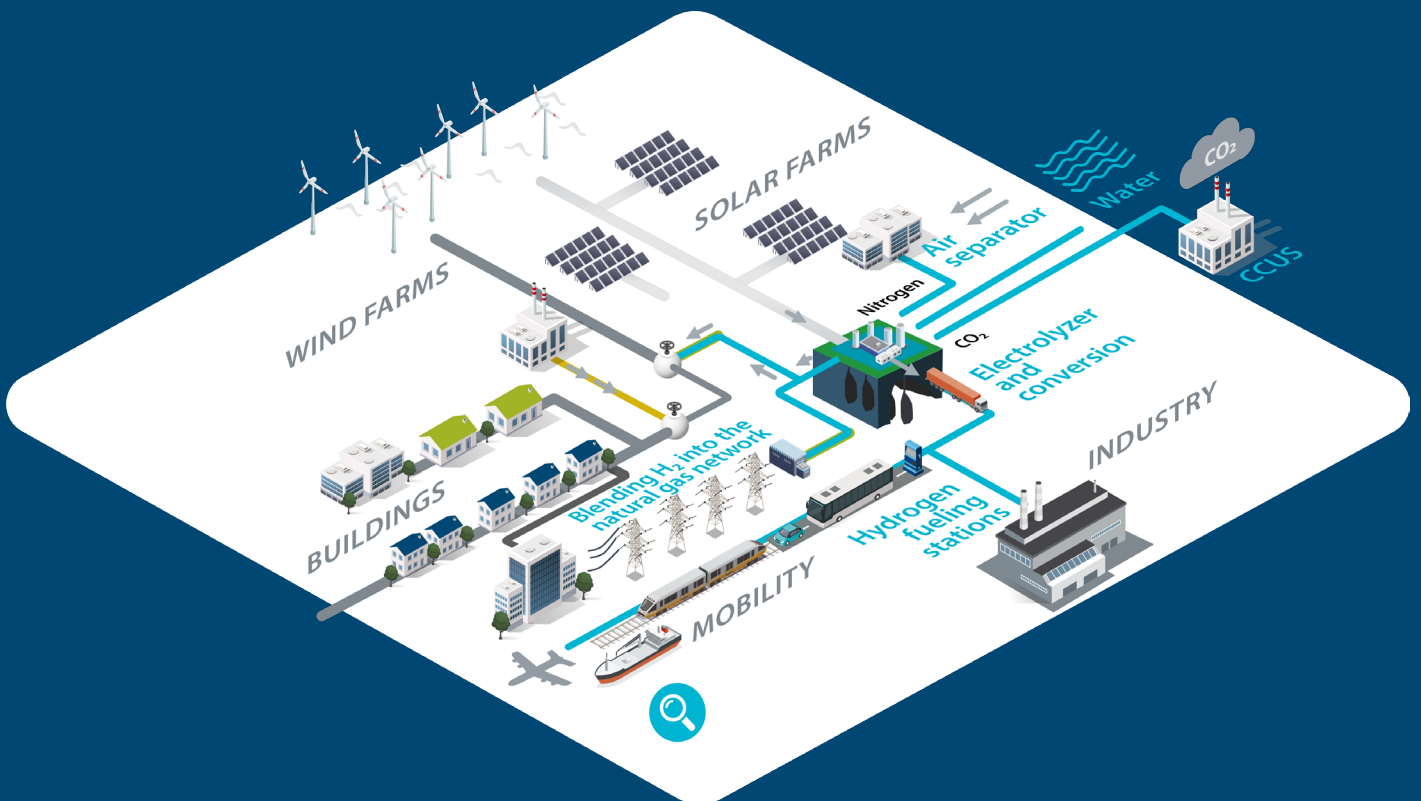 SOLAR FARMS
WIND FARMS
Air
separator
Water
CO₂
CCUS
Nitrogen
CO₂
Electrolyzer
and
conversion
INDUSTRY
BUILDINGS
Blending H₂ into the
natural gas network
Hydrogen
fueling
stations
MOBILITY